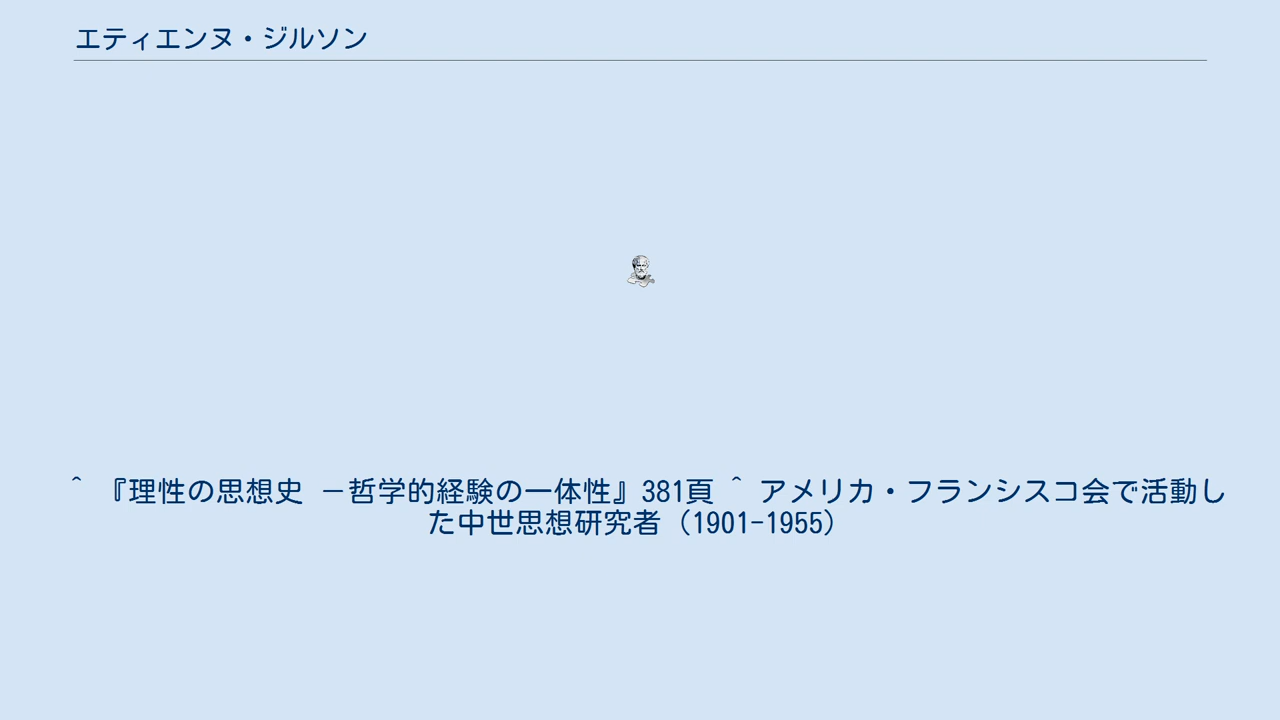 エティエンヌ・ジルソン
^ 『理性の思想史 －哲学的経験の一体性』381頁 ^ アメリカ・フランシスコ会で活動し
た中世思想研究者（1901-1955）